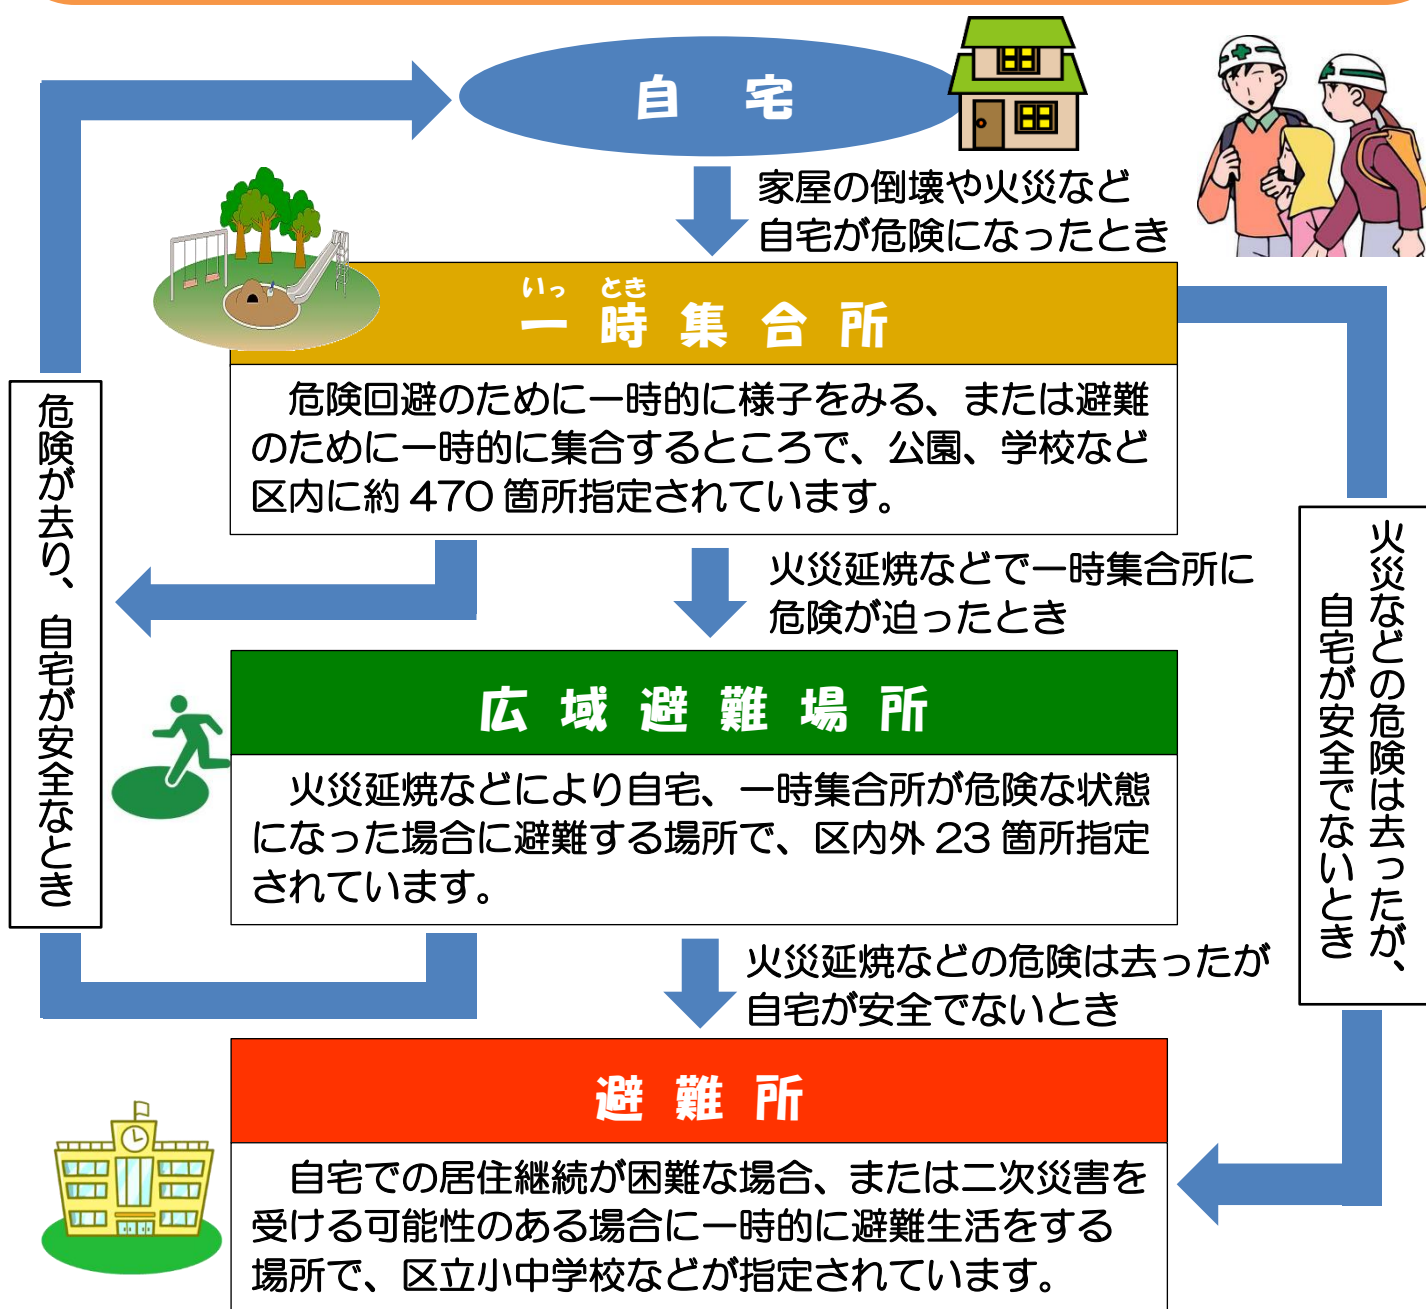 自宅
家屋の倒壊や火災など
自宅が危険になったとき
いっ とき
一時集合所
危険回避のために一時的に様子をみる、または避難
のために一時的に集合するところで、公園、学校など
区内に約 470 箇所指定されています。
火災延焼などで一時集合所に
危険が迫ったとき
広域避難場所
火災延焼などにより自宅、一時集合所が危険な状態
になった場合に避難する場所で、区内外 23 箇所指定
されています。
火災延焼などの危険は去ったが
自宅が安全でないとき
避難所
自宅での居住継続が困難な場合、または二次災害を
受ける可能性のある場合に一時的に避難生活をする
場所で、区立小中学校などが指定されています。
危険が去り、自宅が安全なとき
火災などの危険は去ったが、
自宅が安全でないとき